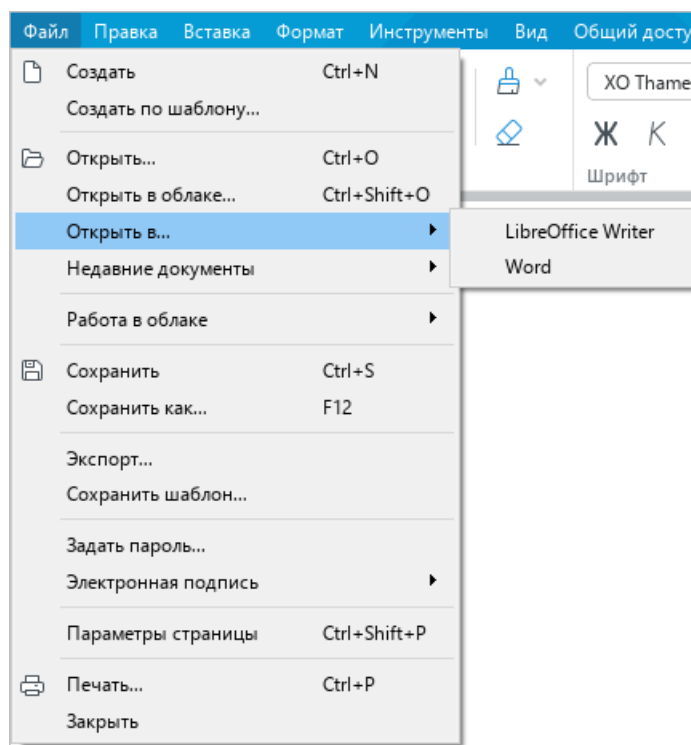 Файл Правка Вставка Формат Инструменты Вид Общий досту
Создать Ctrl+N
Создать по шаблону...
Открыть... Ctrl+O
Открыть в облаке... Ctrl+Shift+O
Открыть в...
Недавние документы
Работа в облаке
Сохранить Ctrl+S
Сохранить как... F12
Экспорт...
Сохранить шаблон...
Задать пароль...
Электронная подпись
Параметры страницы Ctrl+Shift+P
Печать... Ctrl+P
Закрыть
XO Thame
Ж К
Шрифт
LibreOffice Writer
Word